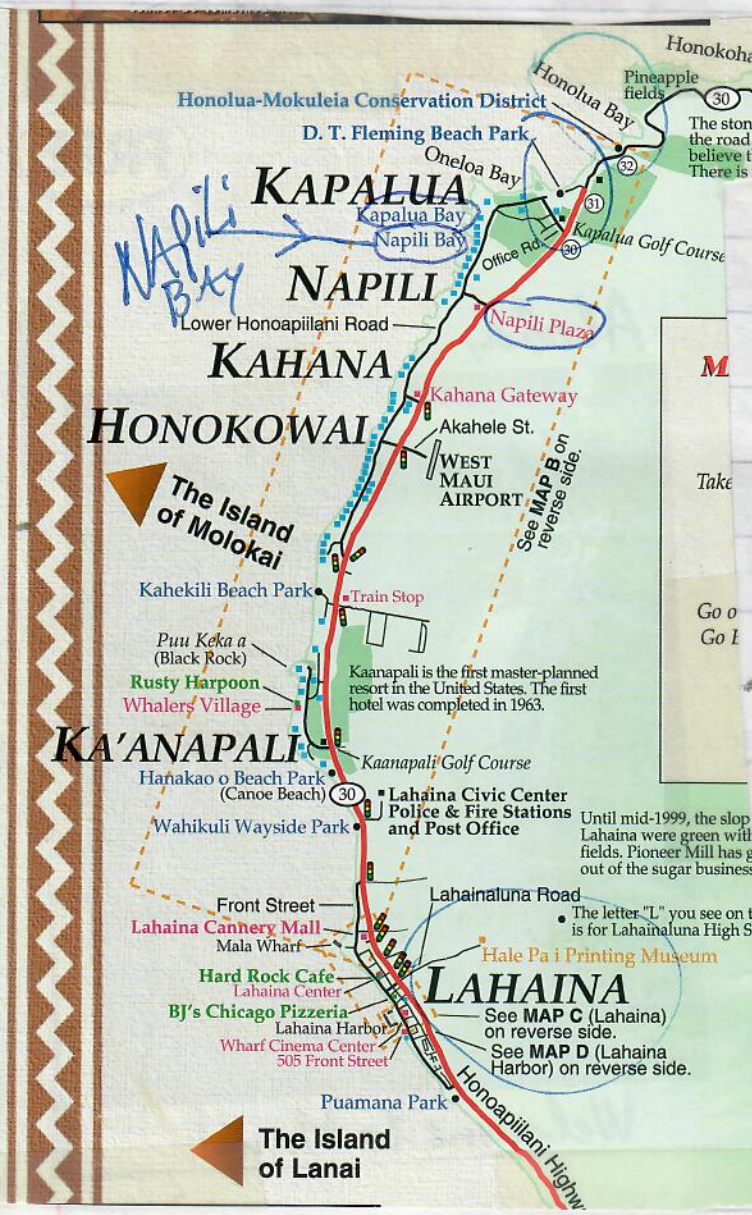 Honokoha
Pineapple
fields
30
Honolua Bay
Honolua-Mokuleia Conservation District
D. T. Fleming Beach Park
The ston
the road
believe t
There is
32
Oneloa Bay
31
KAPALUA
Kapalua Bay
Napili Bay
NAPILI
BAY
Office Rd.
30
Kapalua Golf Course
NAPILI
Lower Honoapiilani Road
Napili Plaza
KAHANA
Kahana Gateway
M
HONOKOWAI
Akahele St.
WEST
MAUI
AIRPORT
See MAP B on
reverse side.
Take
The Island
of Molokai
Kahekili Beach Park
Train Stop
Go o
Go
Puu Keka a
(Black Rock)
Rusty Harpoon
Whalers Village
Kaanapali is the first master-planned
resort in the United States. The first
hotel was completed in 1963.
KA'ANAPALI
Kaanapali Golf Course
Hanakao o Beach Park
(Canoe Beach)
30
Lahaina Civic Center
Police & Fire Stations
and Post Office
Wahikuli Wayside Park
Until mid-1999, the slop
Lahaina were green with
fields. Pioneer Mill has g
out of the sugar business
Front Street
Lahainaluna Road
The letter "L" you see on t
is for Lahainaluna High S
Lahaina Cannery Mall
Mala Wharf
Hale Pa i Printing Museum
Hard Rock Cafe
Lahaina Center
LAHAINA
BJ's Chicago Pizzeria
See MAP C (Lahaina)
on reverse side.
Lahaina Harbor
Wharf Cinema Center
505 Front Street
See MAP D (Lahaina
Harbor) on reverse side.
Puamana Park
Honoapiilani Highw
The Island
of Lanai